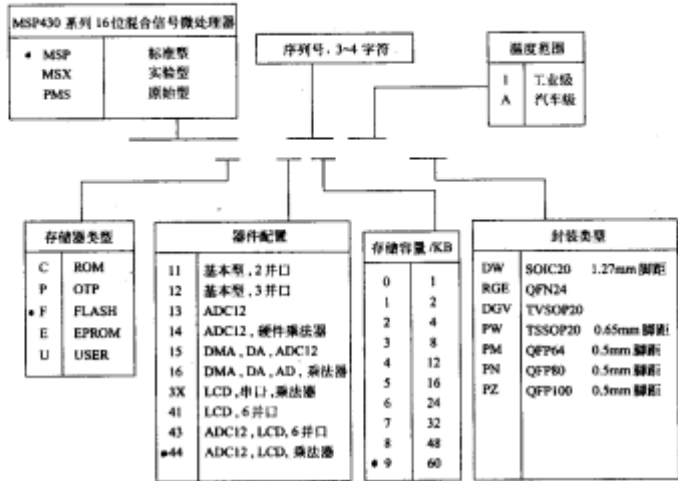 MSP430 系列 16位混合信号微处理器
• MSP 标准型
MSX 实验型
PMS 原始型
序列号，3~4 字符
温度范围
I 工业级
A 汽车级
存储器类型
C ROM
P OTP
• F FLASH
E EPROM
U USER
器件配置
11 基本型，2并口
12 基本型，3并口
13 ADC12
14 ADC12，硬件乘法器
15 DMA，DA，ADC12
16 DMA，DA，AD，乘法器
3X LCD，串口，乘法器
41 LCD，6并口
43 ADC12，LCD，6并口
•44 ADC12，LCD，乘法器
存储容量/KB
0 1
1 2
2 4
3 8
4 12
5 16
6 24
7 32
8 48
• 9 60
封装类型
DW SOIC20 1.27mm 脚距
RGE QFN24
DGV TVSOP20
PW TSSOP20 0.65mm 脚距
PM QFP64 0.5mm 脚距
PN QFP80 0.5mm 脚距
PZ QFP100 0.5mm 脚距